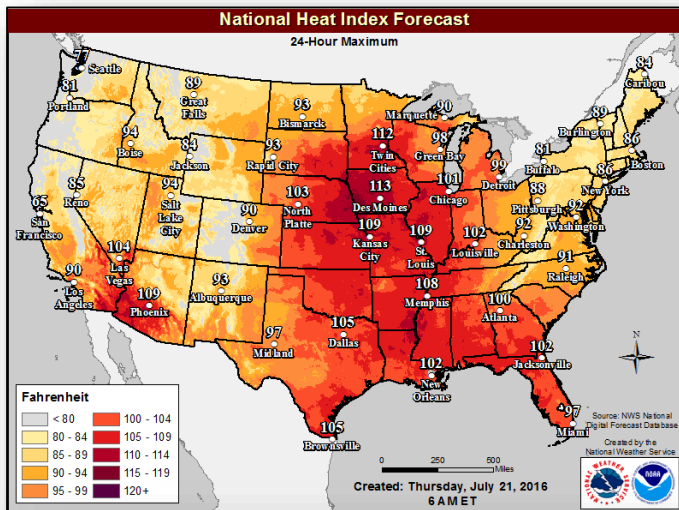 National Heat Index Forecast
24-Hour Maximum
77
Seattle
81
Portland
89
Great
Falls
93
Bismarck
90
Marquette
84
Caribou
89
Burlington
94
Boise
84
Jackson
93
Rapid City
112
Twin
Cities
98
Green Bay
99
Detroit
81
Buffalo
86
Boston
86
New York
65
San
Francisco
85
Reno
94
Salt
Lake
City
90
Denver
103
North
Platte
113
Des Moines
101
Chicago
88
Pittsburgh
92
Washington
109
Kansas
City
109
St.
Louis
102
Louisville
92
Charleston
91
Raleigh
104
Las
Vegas
90
Los
Angeles
109
Phoenix
93
Albuquerque
108
Memphis
100
Atlanta
97
Midland
105
Dallas
102
New
Orleans
102
Jacksonville
105
Brownsville
97
Miami
N
Fahrenheit
< 80
80 - 84
85 - 89
90 - 94
95 - 99
100 - 104
105 - 109
110 - 114
115 - 119
120+
0 250 500
Miles
Created: Thursday, July 21, 2016
6 AM ET
Source: NWS National
Digital Forecast Database
Created by the
National Weather Service
NOAA